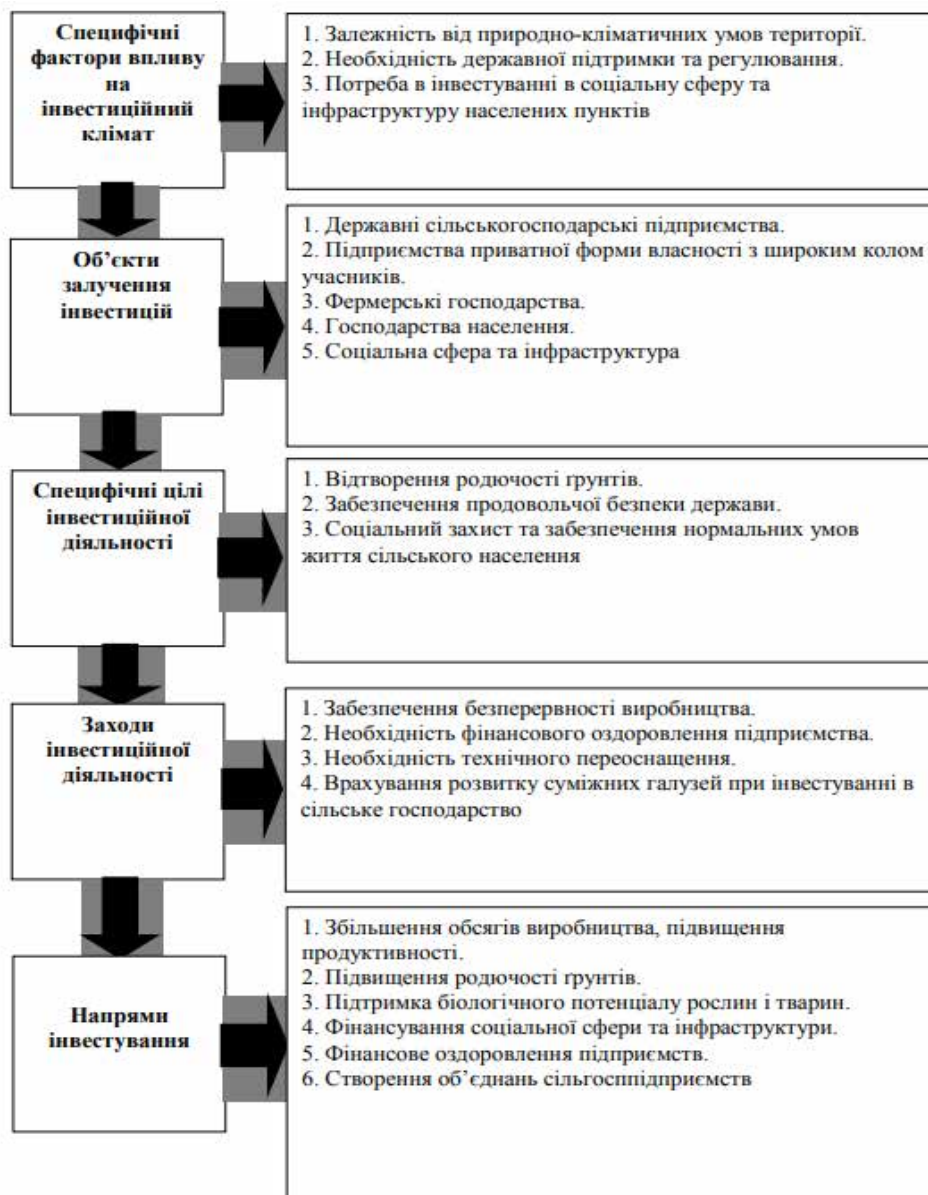 Специфічні
фактори впливу
на
інвестиційний
клімат
1. Залежність від природно-кліматичних умов території.
2. Необхідність державної підтримки та регулювання.
3. Потреба в інвестуванні в соціальну сферу та
інфраструктуру населених пунктів
Об’єкти
залучення
інвестицій
1. Державні сільськогосподарські підприємства.
2. Підприємства приватної форми власності з широким колом
учасників.
3. Фермерські господарства.
4. Господарства населення.
5. Соціальна сфера та інфраструктура
Специфічні цілі
інвестиційної
діяльності
1. Відтворення родючості ґрунтів.
2. Забезпечення продовольчої безпеки держави.
3. Соціальний захист та забезпечення нормальних умов
життя сільського населення
Заходи
інвестиційної
діяльності
1. Забезпечення безперервності виробництва.
2. Необхідність фінансового оздоровлення підприємства.
3. Необхідність технічного переоснащення.
4. Врахування розвитку суміжних галузей при інвестуванні в
сільське господарство
Напрями
інвестування
1. Збільшення обсягів виробництва, підвищення
продуктивності.
2. Підвищення родючості ґрунтів.
3. Підтримка біологічного потенціалу рослин і тварин.
4. Фінансування соціальної сфери та інфраструктури.
5. Фінансове оздоровлення підприємств.
6. Створення об’єднань сільгосппідприємств